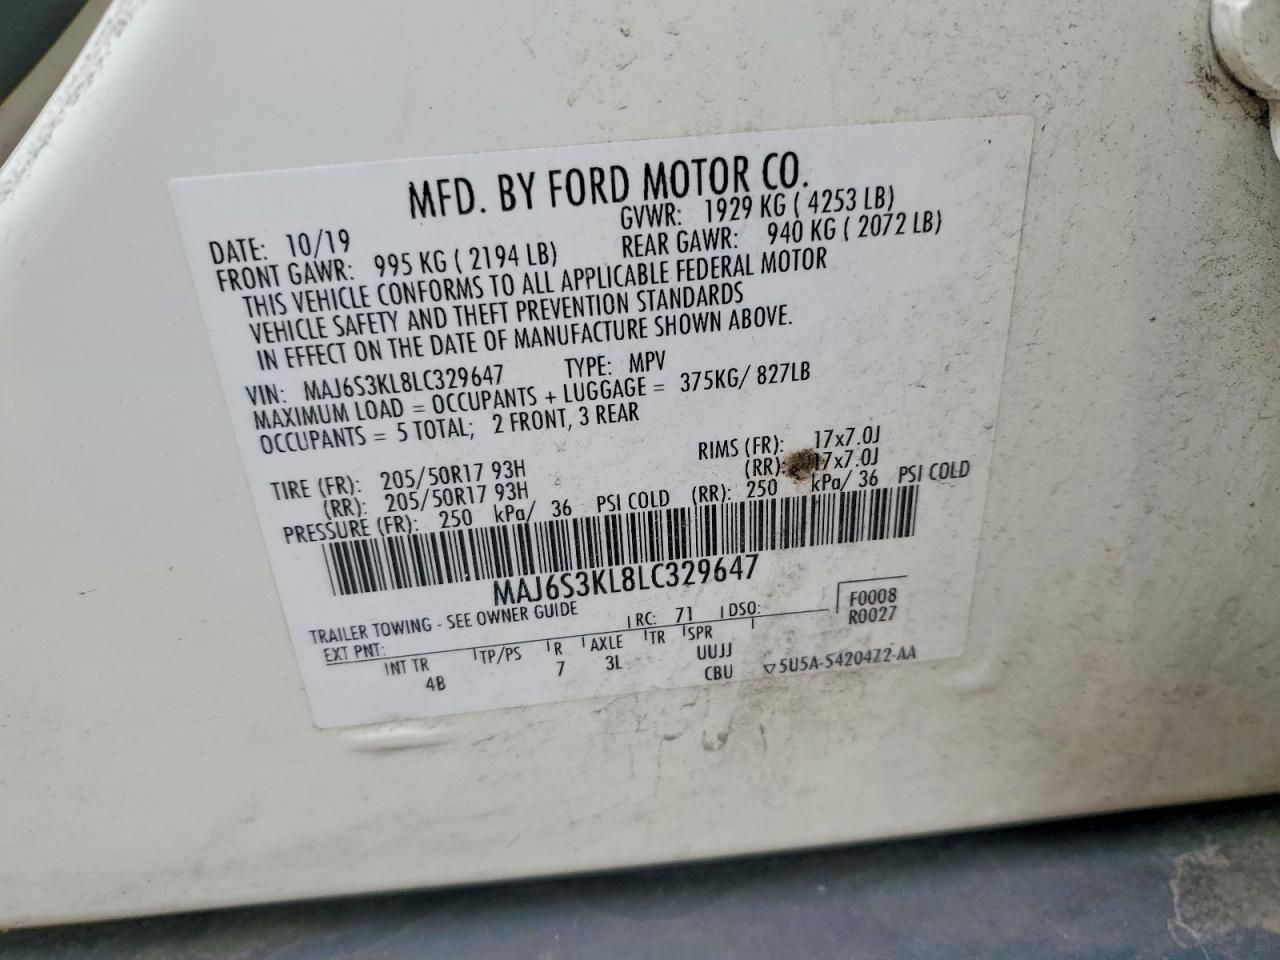 MFD. BY FORD MOTOR CO.
DATE: 10/19 GVWR: 1929 KG ( 4253 LB)
FRONT GAWR: 995 KG ( 2194 LB) REAR GAWR: 940 KG ( 2072 LB)
THIS VEHICLE CONFORMS TO ALL APPLICABLE FEDERAL MOTOR
VEHICLE SAFETY AND THEFT PREVENTION STANDARDS
IN EFFECT ON THE DATE OF MANUFACTURE SHOWN ABOVE.
VIN: MAJ6S3KL8LC329647 TYPE: MPV
MAXIMUM LOAD = OCCUPANTS + LUGGAGE = 375KG/ 827LB
OCCUPANTS = 5 TOTAL; 2 FRONT, 3 REAR
TIRE (FR): 205/50R17 93H RIMS (FR): 17x7.0J
(RR): 205/50R17 93H (RR): 17x7.0J
PRESSURE (FR): 250 kPa/ 36 PSI COLD (RR): 250 kPa/ 36 PSI COLD
MAJ6S3KL8LC329647
TRAILER TOWING - SEE OWNER GUIDE
EXT PNT: RC: 71 DSO: F0008
R0027
INT TR TP/PS R AXLE TR SPR
4B 7 3L UUJJ
CBU ▽5U5A-5420472-AA